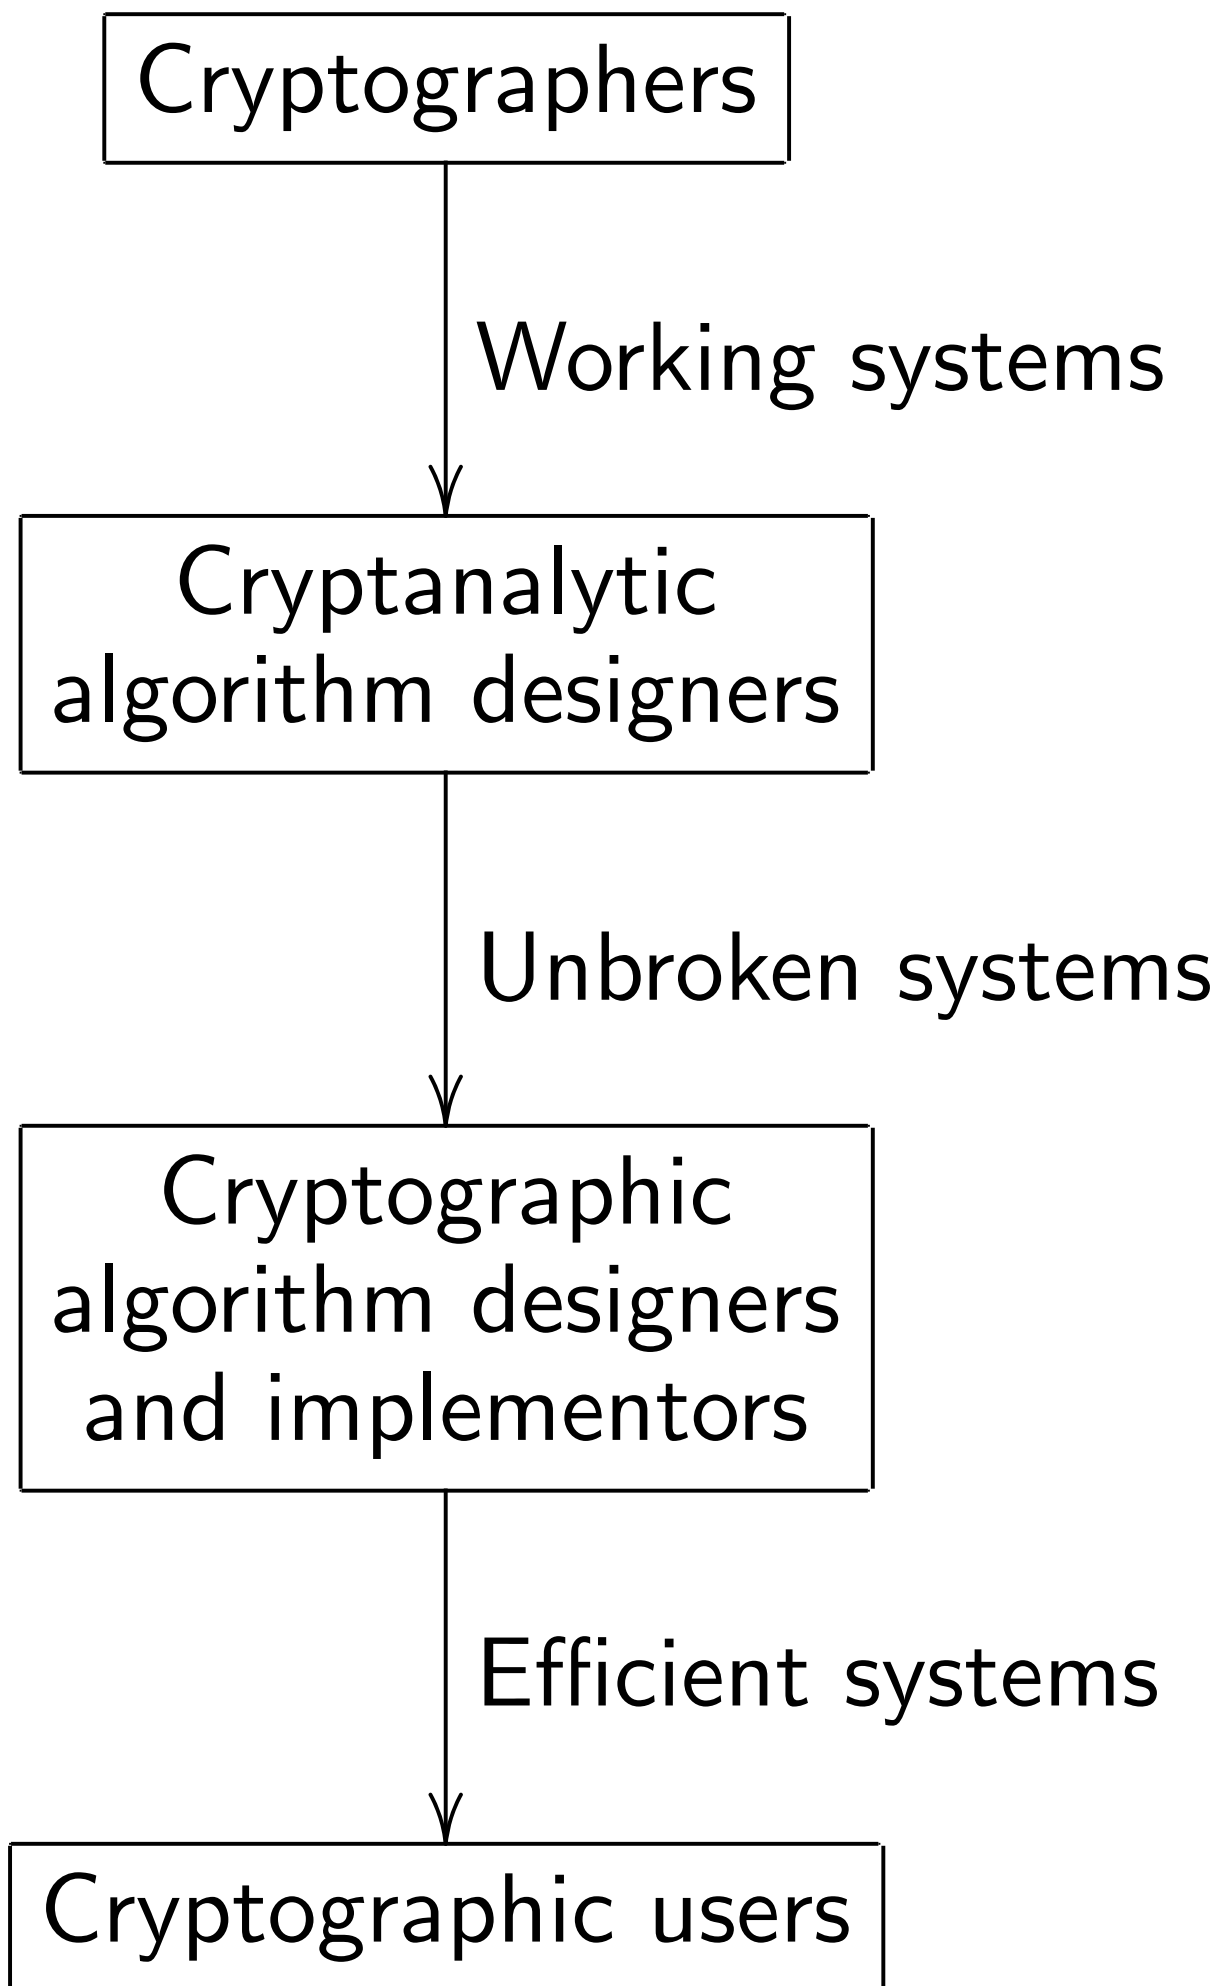 Cryptographers
Working systems
Cryptanalytic
algorithm designers
Unbroken systems
Cryptographic
algorithm designers
and implementors
Efficient systems
Cryptographic users